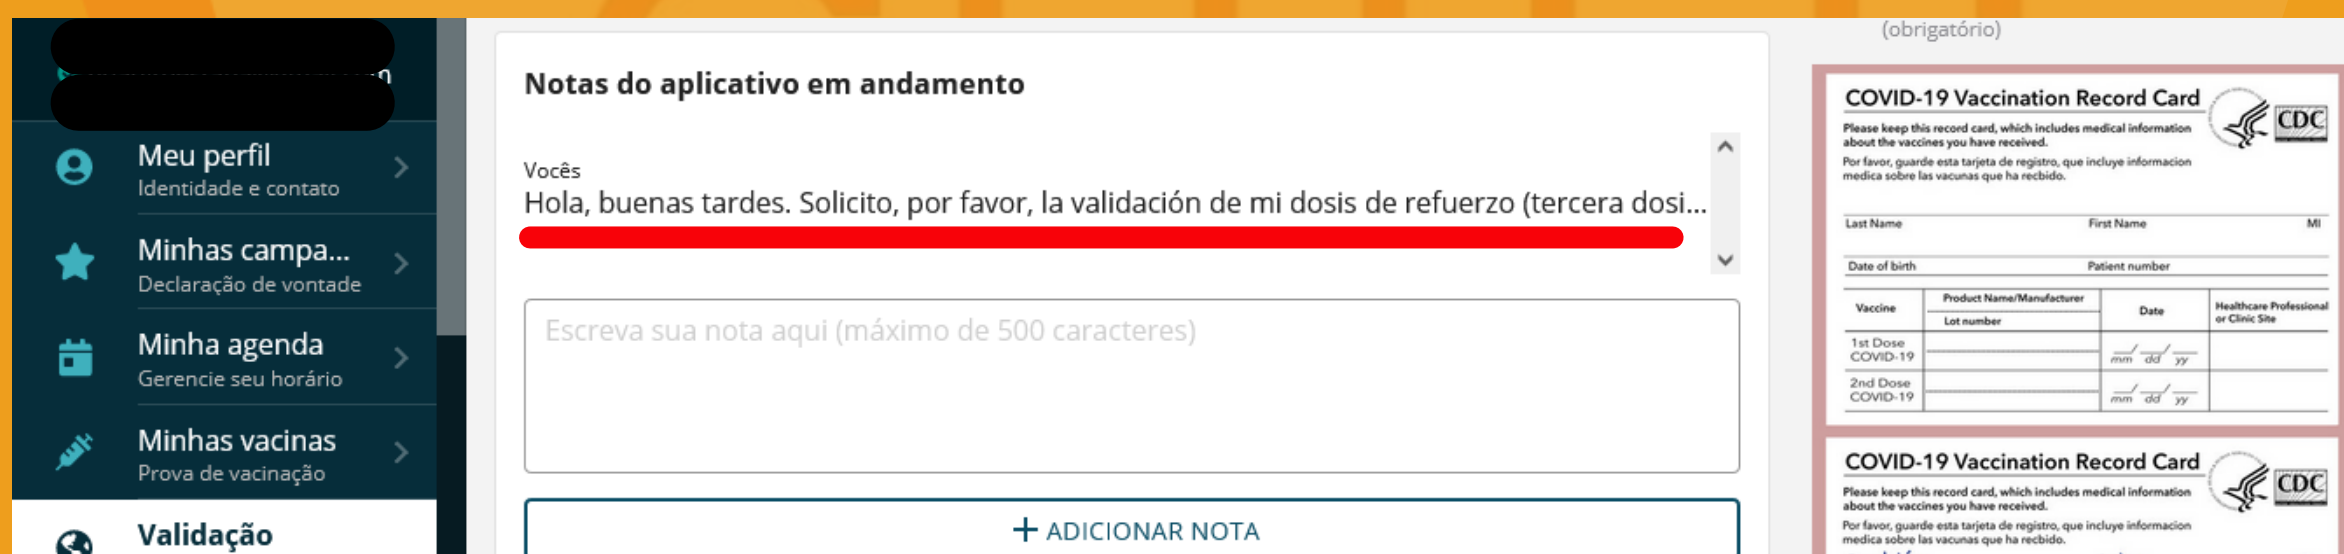 Meu perfil
Identidade e contato
Minhas campa...
Declaração de vontade
Minha agenda
Gerencie seu horário
Minhas vacinas
Prova de vacinação
Validação
Notas do aplicativo em andamento
Vocês
Hola, buenas tardes. Solicito, por favor, la validación de mi dosis de refuerzo (tercera dosi...
Escreva sua nota aqui (máximo de 500 caracteres)
+ ADICIONAR NOTA
(obrigatório)
COVID-19 Vaccination Record Card
CDC
Please keep this record card, which includes medical information
about the vaccines you have received.
Por favor, guarde esta tarjeta de registro, que incluye informacion
medica sobre las vacunas que ha recbido.
Last Name First Name MI
Date of birth Patient number
Vaccine Product Name/Manufacturer Date Healthcare Professional
Lot number or Clinic Site
1st Dose
COVID-19
mm dd yy
2nd Dose
COVID-19
mm dd yy
COVID-19 Vaccination Record Card
CDC
Please keep this record card, which includes medical information
about the vaccines you have received.
Por favor, guarde esta tarjeta de registro, que incluye informacion
medica sobre las vacunas que ha recbido.